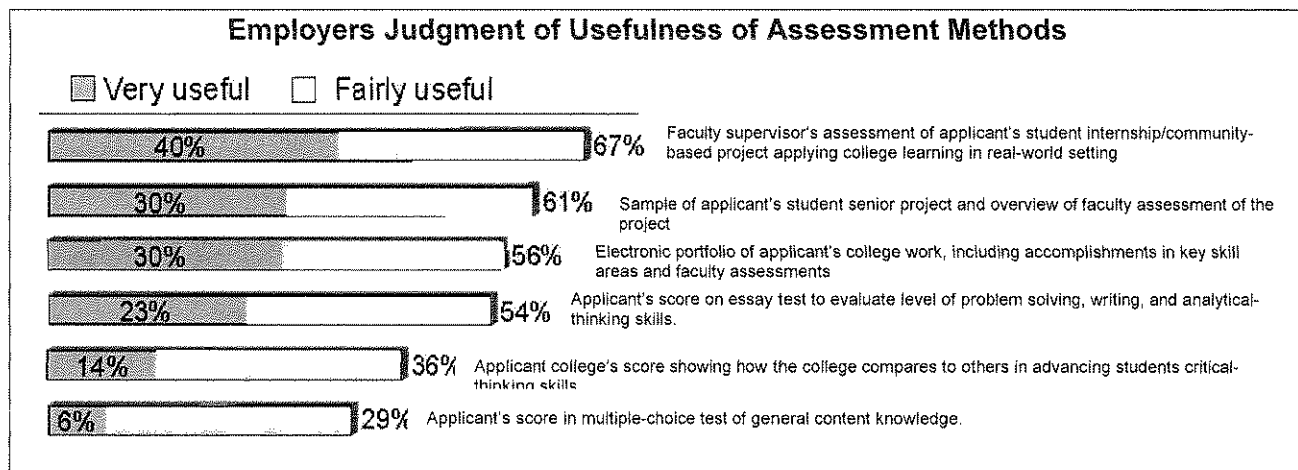 Employers Judgment of Usefulness of Assessment Methods
Very useful Fairly useful
40% 67% Faculty supervisor's assessment of applicant's student internship/community-
based project applying college learning in real-world setting
30% 61% Sample of applicant's student senior project and overview of faculty assessment of the
project
30% 56% Electronic portfolio of applicant's college work, including accomplishments in key skill
areas and faculty assessments
23% 54% Applicant's score on essay test to evaluate level of problem solving, writing, and analytical-
thinking skills.
14% 36% Applicant college's score showing how the college compares to others in advancing students critical-
thinking skills
6% 29% Applicant's score in multiple-choice test of general content knowledge.